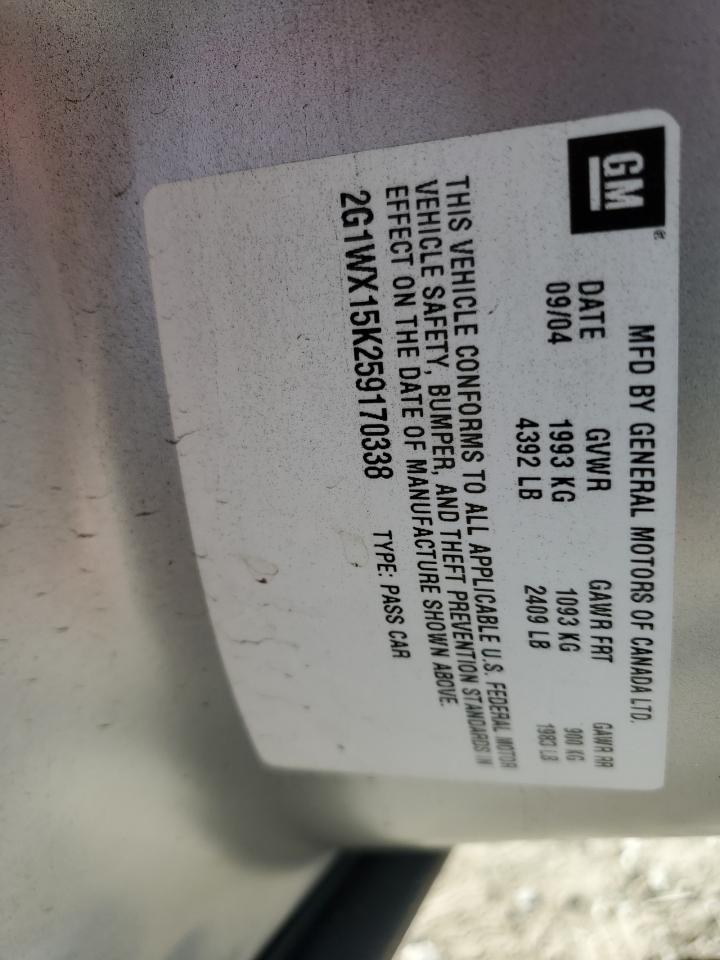 GM
MFD BY GENERAL MOTORS OF CANADA LTD.
DATE GVWR GAWR FRT GAWR RR
09/04 1993 KG 1093 KG 900 KG
4392 LB 2409 LB 1983 LB
THIS VEHICLE CONFORMS TO ALL APPLICABLE U.S. FEDERAL MOTOR
VEHICLE SAFETY, BUMPER, AND THEFT PREVENTION STANDARDS IN
EFFECT ON THE DATE OF MANUFACTURE SHOWN ABOVE.
2G1WX15K259170338 TYPE: PASS CAR